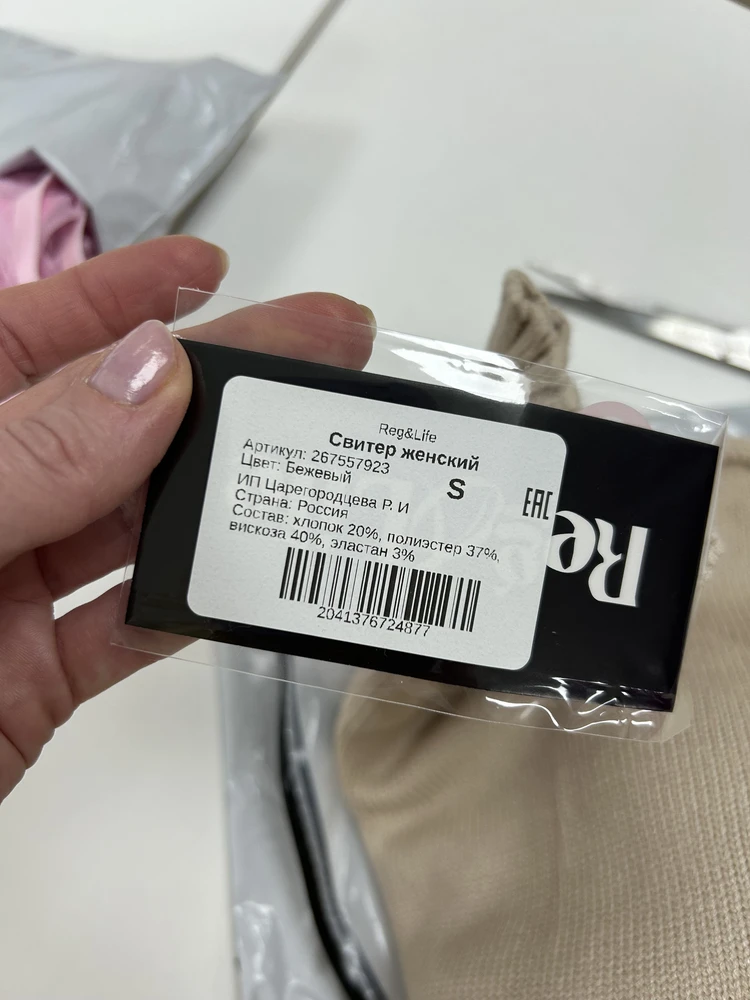 Reg&Life
Свитер женский
Артикул: 267557923
Цвет: Бежевый
S
ИП Царегородцева Р. И
Страна: Россия
Состав: хлопок 20%, полиэстер 37%,
вискоза 40%, эластан 3%
2041376724877
EAC
Re